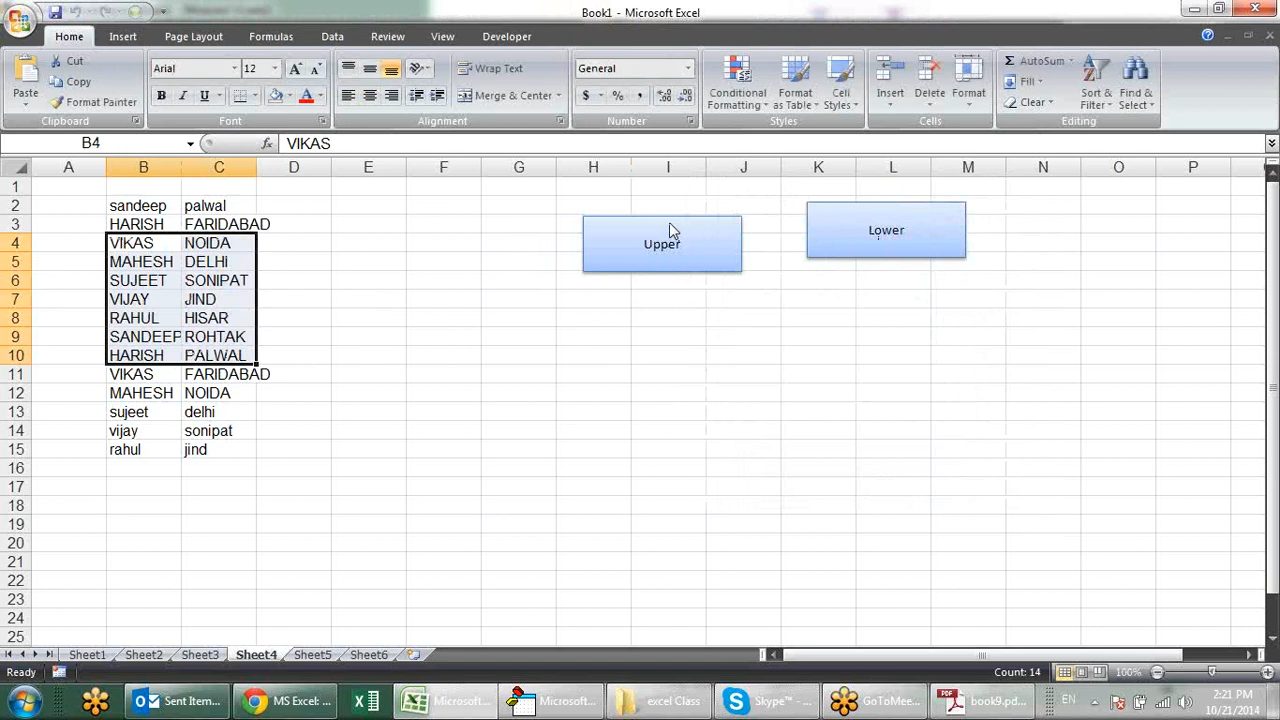 Book1 - Microsoft Excel
Home Insert Page Layout Formulas Data Review View Developer
Paste
Cut
Copy
Format Painter
Clipboard
Arial 12
B I U
Font
Wrap Text
Merge & Center
Alignment
General
$ % ,
Number
Conditional Formatting
Format as Table
Cell Styles
Styles
Insert
Delete
Format
Cells
AutoSum
Fill
Clear
Sort & Filter
Find & Select
Editing
B4 fx VIKAS
A B C D E F G H I J K L M N O P
1
2 sandeep palwal
3 HARISH FARIDABAD
4 VIKAS NOIDA
5 MAHESH DELHI
6 SUJEET SONIPAT
7 VIJAY JIND
8 RAHUL HISAR
9 SANDEEP ROHTAK
10 HARISH PALWAL
11 VIKAS FARIDABAD
12 MAHESH NOIDA
13 sujeet delhi
14 vijay sonipat
15 rahul jind
16
17
18
19
20
21
22
23
24
25
Upper
Lower
Sheet1 Sheet2 Sheet3 Sheet4 Sheet5 Sheet6
Ready Count: 14 100%
Sent Item... MS Excel: ... Microsoft... Microsoft... excel Class Skype™ -... GoToMee... book9.pd... EN
2:21 PM
10/21/2014